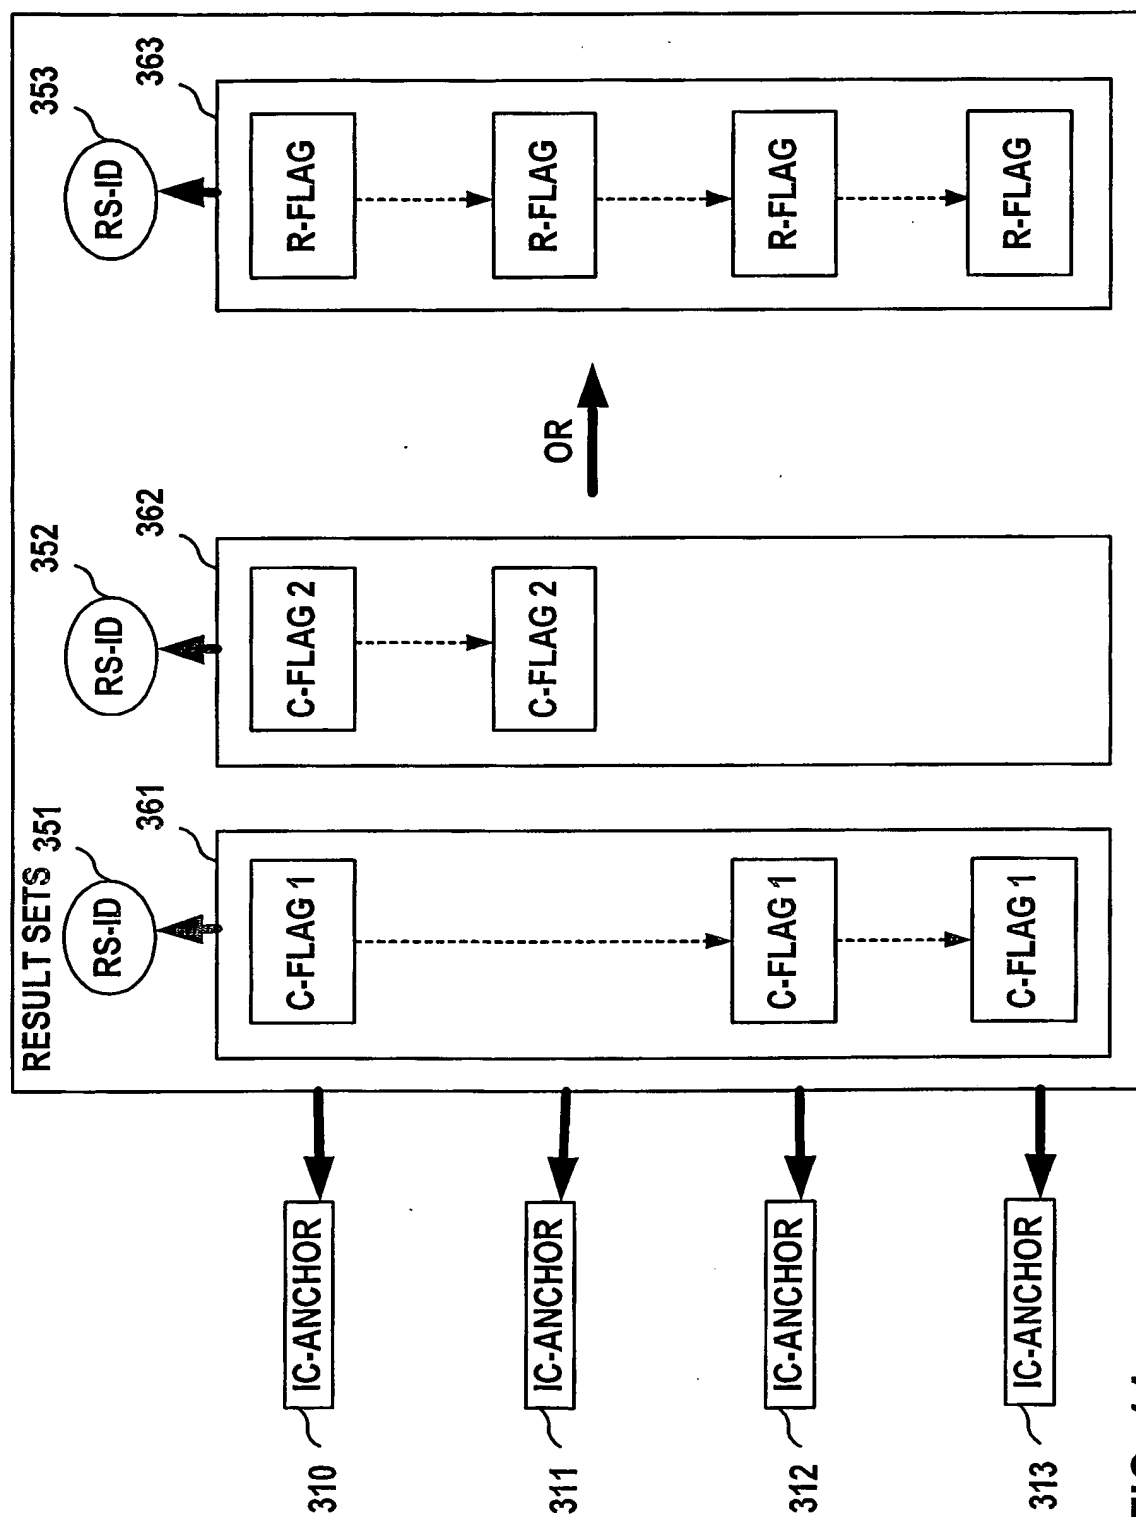 RESULT SETS
351
352
353
RS-ID
RS-ID
RS-ID
361
362
363
310
IC-ANCHOR
C-FLAG 1
C-FLAG 2
R-FLAG
311
IC-ANCHOR
C-FLAG 2
R-FLAG
OR
312
IC-ANCHOR
C-FLAG 1
R-FLAG
313
IC-ANCHOR
C-FLAG 1
R-FLAG